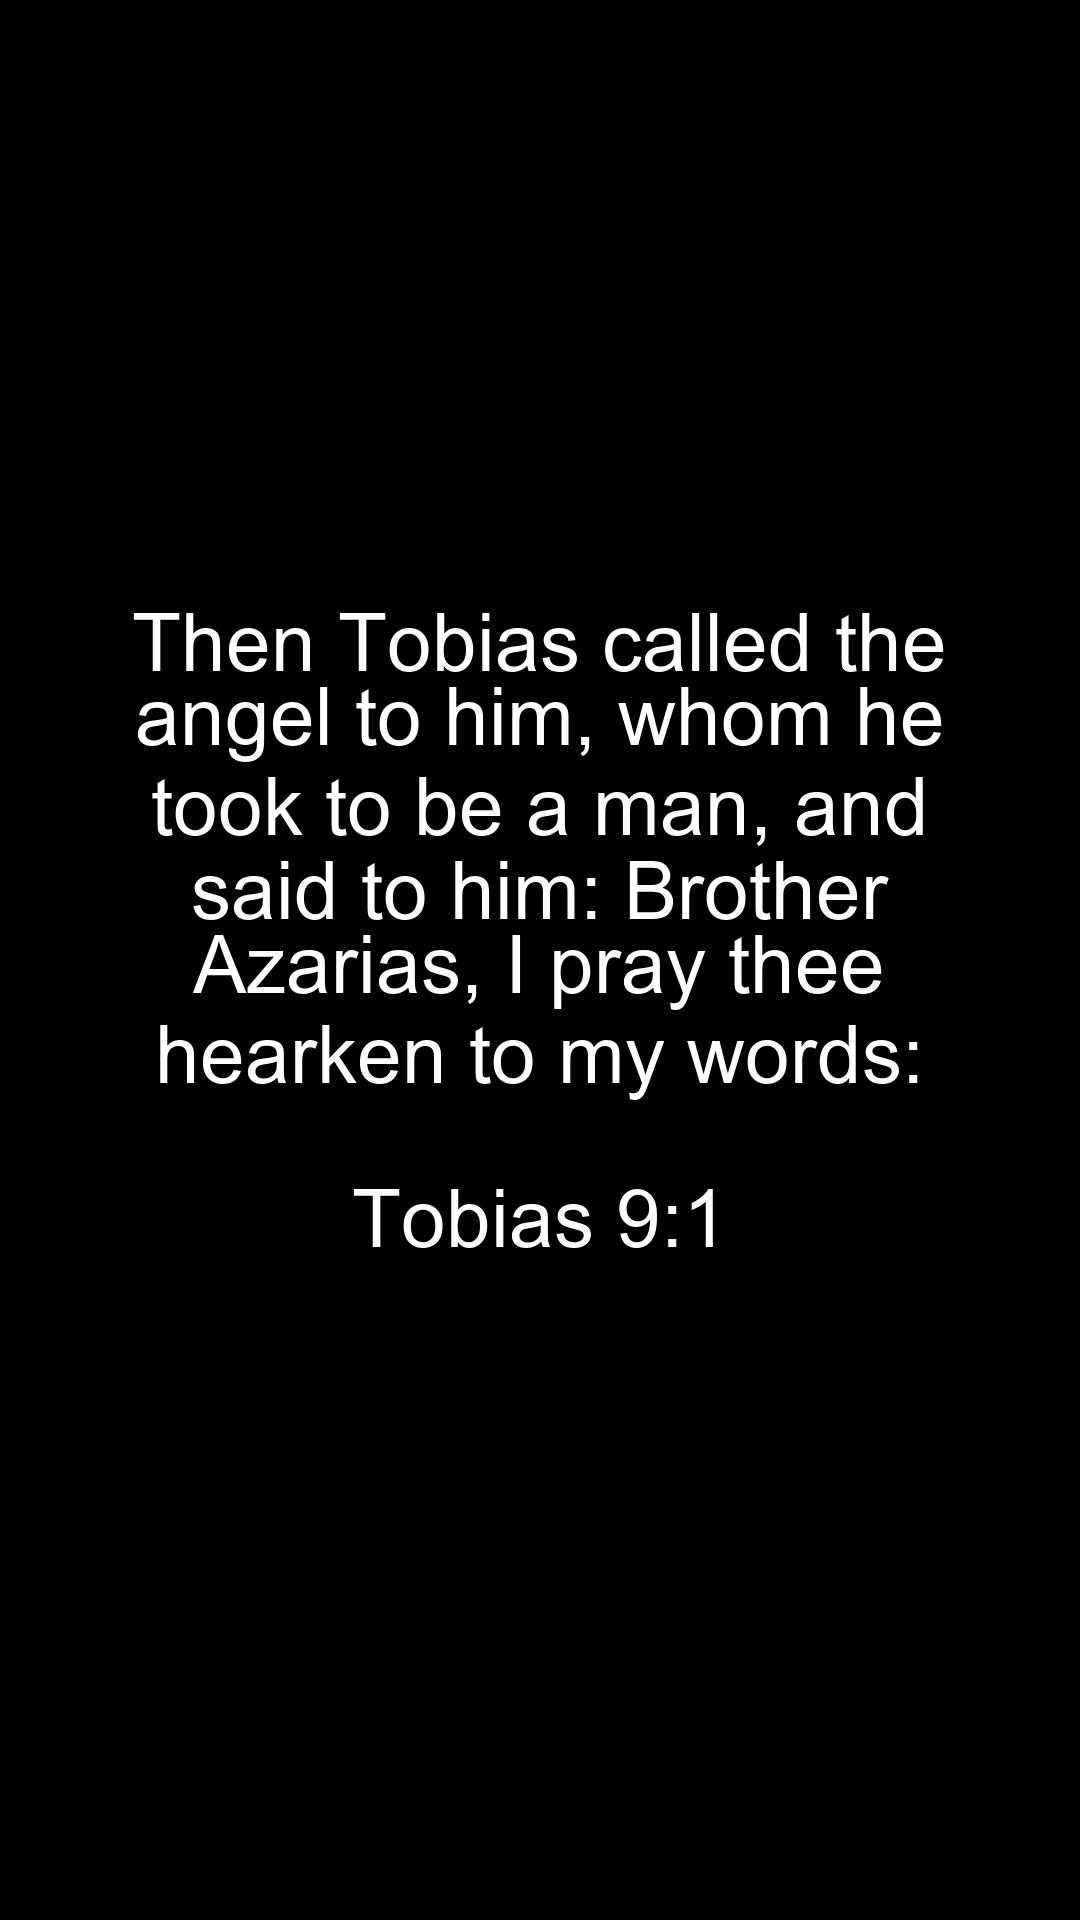 Then Tobias called the
angel to him, whom he
took to be a man, and
said to him: Brother
Azarias, I pray thee
hearken to my words:
Tobias 9:1